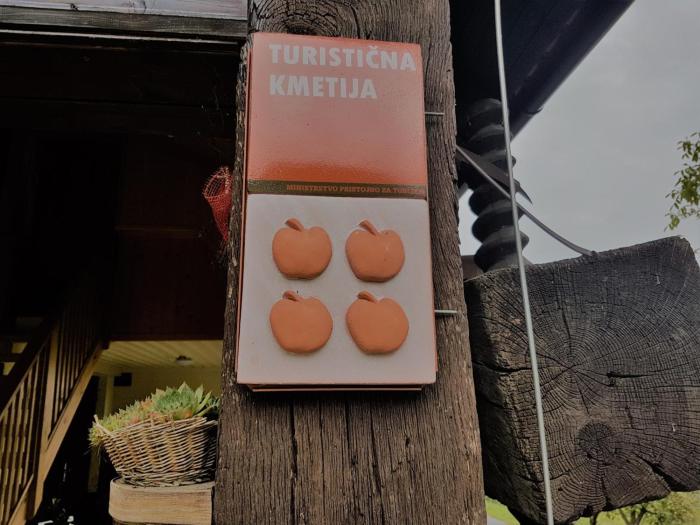 TURISTIČNA
KMETIJA
MINISTRSTVO PRISTOJNO ZA TURIZEM